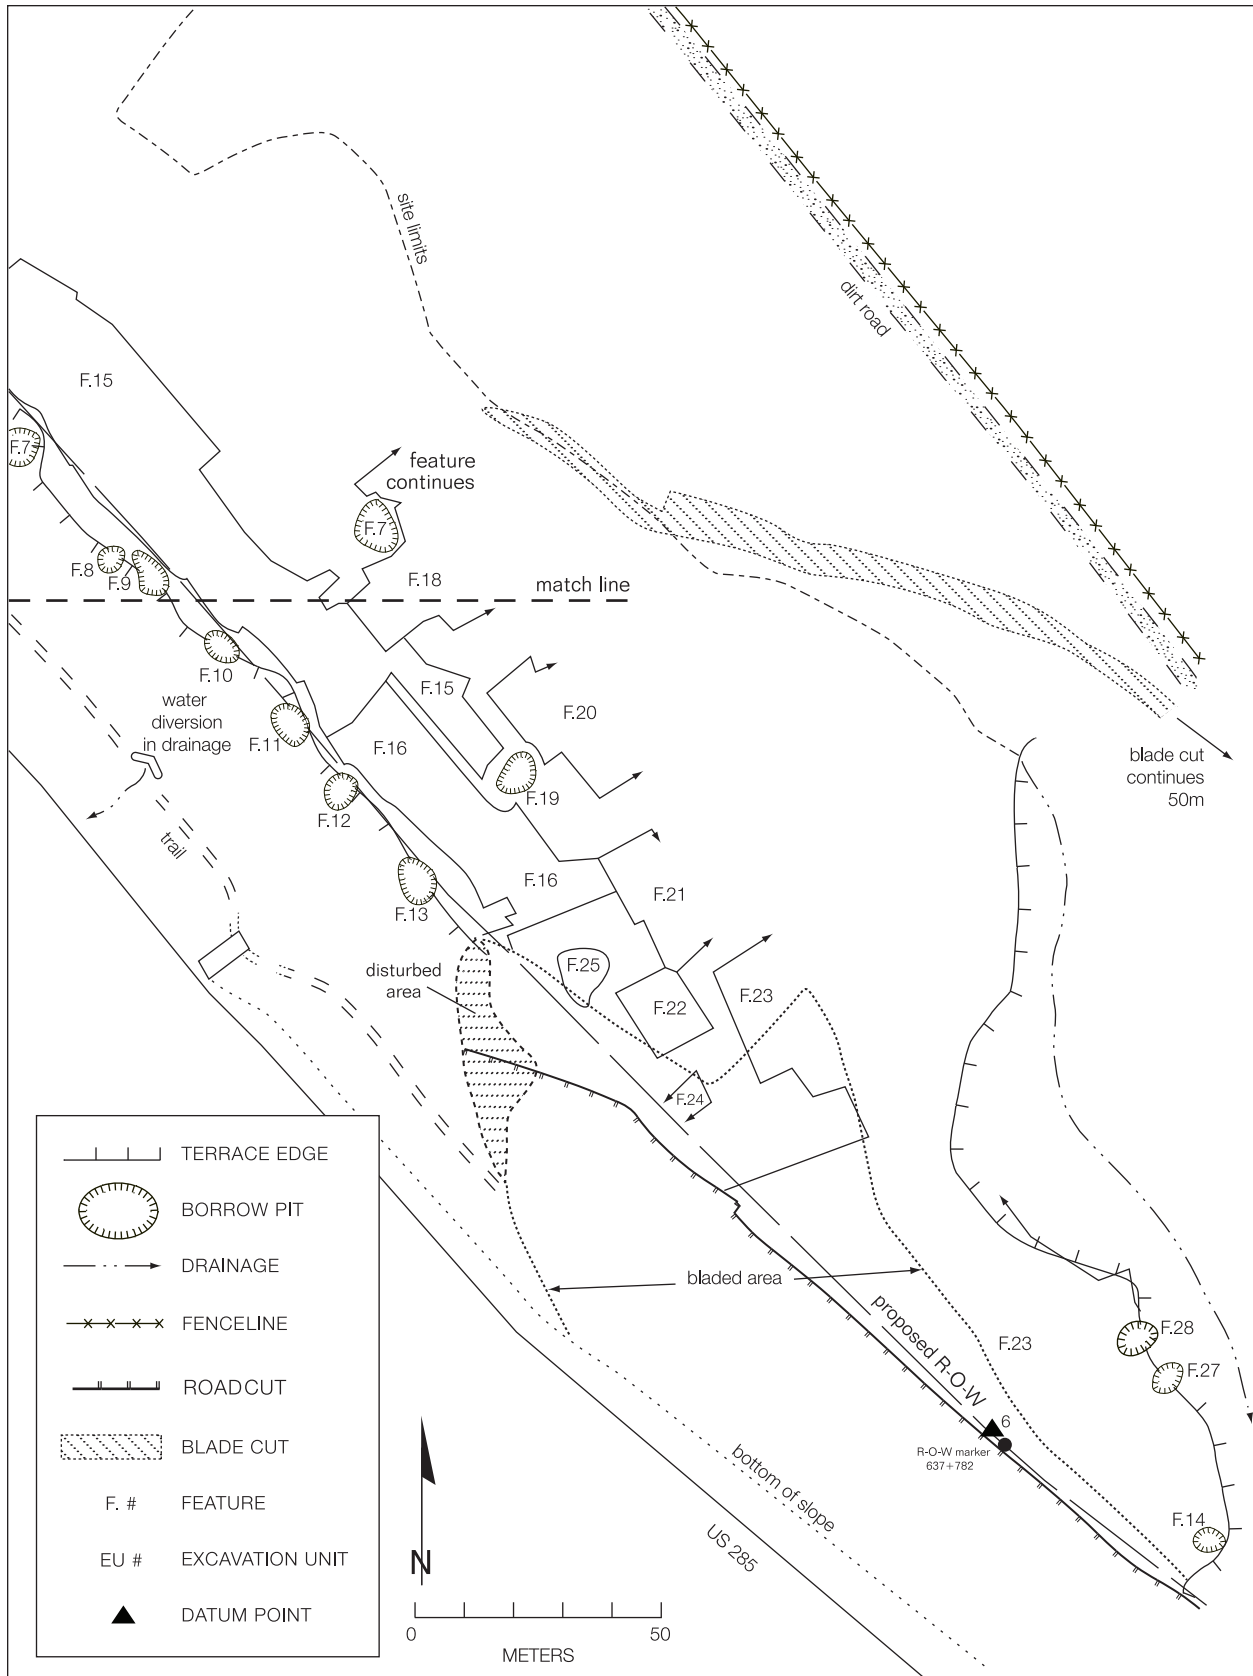 site limits
dirt road
F.15
F.7
feature
continues
F.7
F.8
F.9
F.18
match line
F.10
F.15
F.20
water
diversion
in drainage
F.11
F.16
F.19
blade cut
continues
50m
F.12
trail
F.13
F.16
F.21
disturbed
area
F.25
F.22
F.23
F.24
bladed area
proposed R-O-W
F.23
F.28
F.27
6
R-O-W marker
637+782
F.14
bottom of slope
US 285
TERRACE EDGE
BORROW PIT
DRAINAGE
FENCELINE
ROADCUT
BLADE CUT
F. # FEATURE
EU # EXCAVATION UNIT
DATUM POINT
N
0 50
METERS